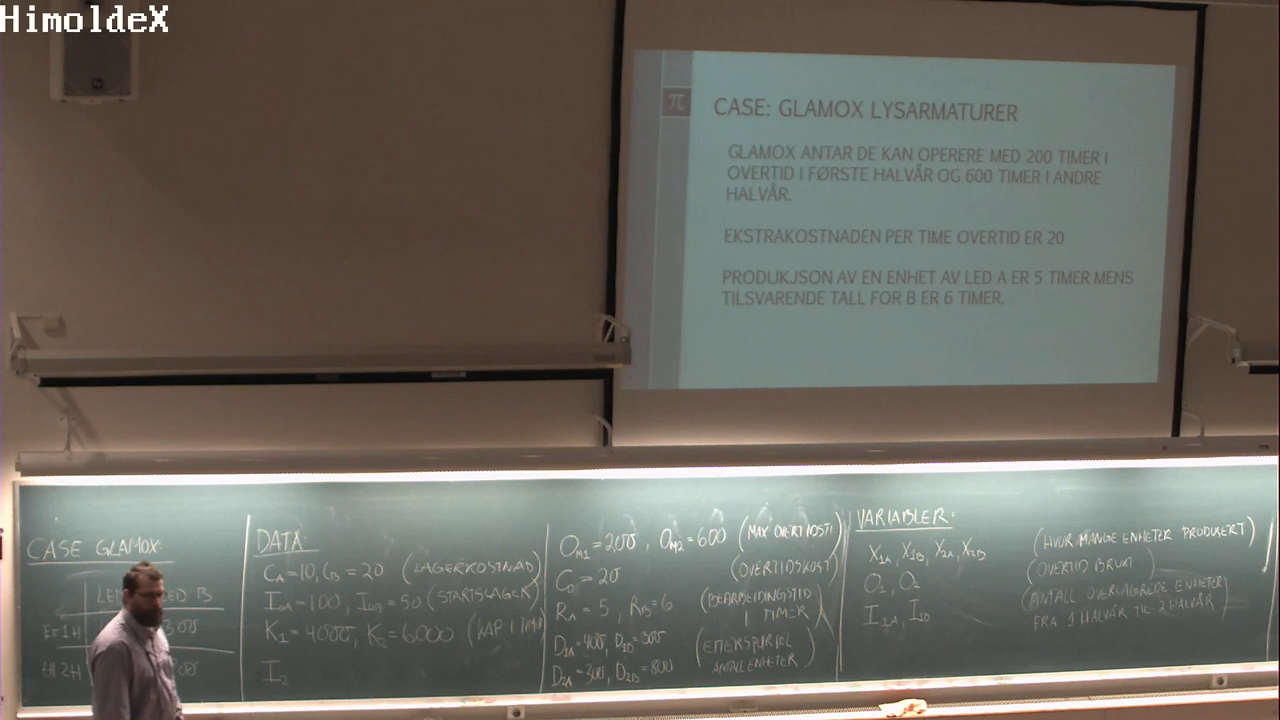 HimoldeX
π
CASE: GLAMOX LYSARMATURER
GLAMOX ANTAR DE KAN OPERERE MED 200 TIMER I
OVERTID I FØRSTE HALVÅR OG 600 TIMER I ANDRE
HALVÅR.
EKSTRAKOSTNADEN PER TIME OVERTID ER 20
PRODUKJSON AV EN ENHET AV LED A ER 5 TIMER MENS
TILSVARENDE TALL FOR B ER 6 TIMER.
CASE GLAMOX:
DATA:
C_A=10, C_B=20 (LAGERKOSTNAD)
I_0A=100, I_0B=50 (STARTSLAGER)
K_1=4000, K_2=6000 (KAP I
I_2
O_M1=200, O_M2=600 (MAX OVERTID
C_O=20 (OVERTIDSKOST)
R_A=5, R_B=6 (BEARBEIDINGSTID
I TIMER)
D_1A=400, D_1B=300 (ETTERSPURT
D_2A=300, D_2B=800 ANTALL ENHETER)
VARIABLER:
X_1A, X_1B, X_2A, X_2B (HVOR MANGE ENHETER PRODUSERT)
O_1, O_2 (OVERTID BRUKT)
I_1A, I_1B (ANTALL OVERLAGREDE ENHETER
FRA 1 HALVÅR TIL 2 HALVÅR)